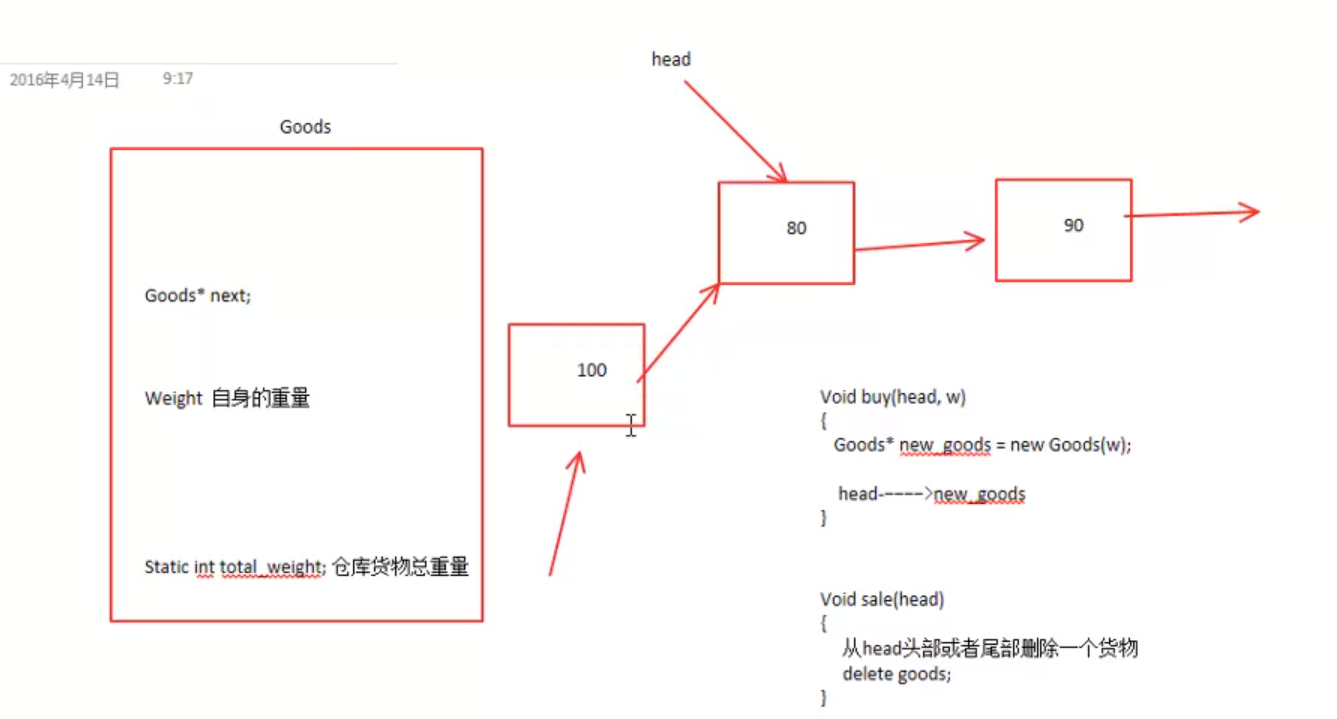 2016年4月14日 9:17
head
Goods
Goods* next;
Weight 自身的重量
Static int total_weight; 仓库货物总重量
100
80
90
Void buy(head, w)
{
Goods* new_goods = new Goods(w);
head----->new_goods
}
Void sale(head)
{
从head头部或者尾部删除一个货物
delete goods;
}